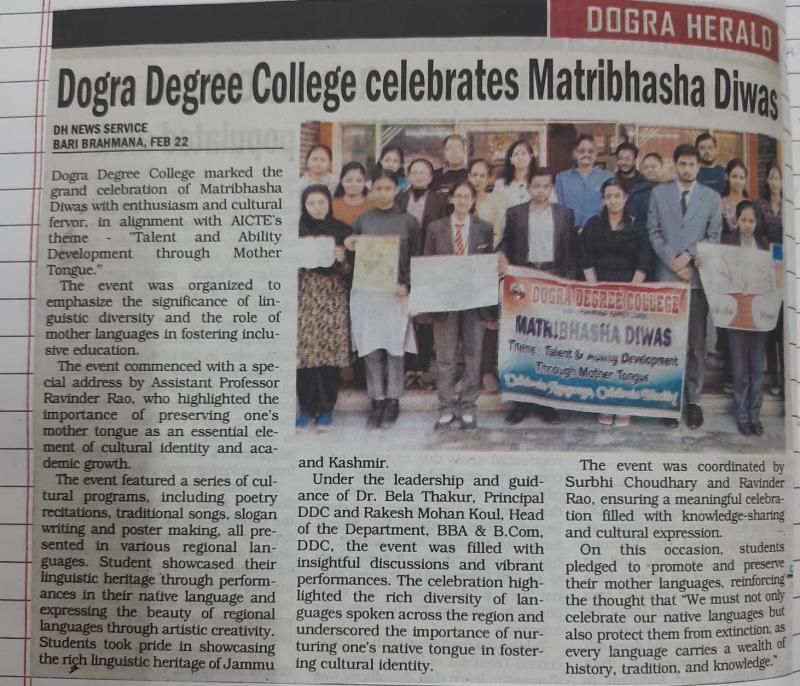 DOGRA HERALD
Dogra Degree College celebrates Matribhasha Diwas
DH NEWS SERVICE
BARI BRAHMANA, FEB 22
Dogra Degree College marked the
grand celebration of Matribhasha
Diwas with enthusiasm and cultural
fervor, in alignment with AICTE's
theme - "Talent and Ability
Development through Mother
Tongue."
The event was organized to
emphasize the significance of lin-
guistic diversity and the role of
mother languages in fostering inclu-
sive education.
The event commenced with a spe-
cial address by Assistant Professor
Ravinder Rao, who highlighted the
importance of preserving one's
mother tongue as an essential ele-
ment of cultural identity and aca-
demic growth.
The event featured a series of cul-
tural programs, including poetry
recitations, traditional songs, slogan
writing and poster making, all pre-
sented in various regional lan-
guages. Student showcased their
linguistic heritage through perform-
ances in their native language and
expressing the beauty of regional
languages through artistic creativity.
Students took pride in showcasing
the rich linguistic heritage of Jammu
DOGRA DEGREE COLLEGE
MATRIBHASHA DIWAS
Theme: Talent & Ability Development
Through Mother Tongue
and Kashmir.
Under the leadership and guid-
ance of Dr. Bela Thakur, Principal
DDC and Rakesh Mohan Koul, Head
of the Department, BBA & B.Com,
DDC, the event was filled with
insightful discussions and vibrant
performances. The celebration high-
lighted the rich diversity of lan-
guages spoken across the region and
underscored the importance of nur-
turing one's native tongue in foster-
ing cultural identity.
The event was coordinated by
Surbhi Choudhary and Ravinder
Rao, ensuring a meaningful celebra-
tion filled with knowledge-sharing
and cultural expression.
On this occasion, students
pledged to promote and preserve
their mother languages, reinforcing
the thought that "We must not only
celebrate our native languages but
also protect them from extinction, as
every language carries a wealth of
history, tradition, and knowledge."